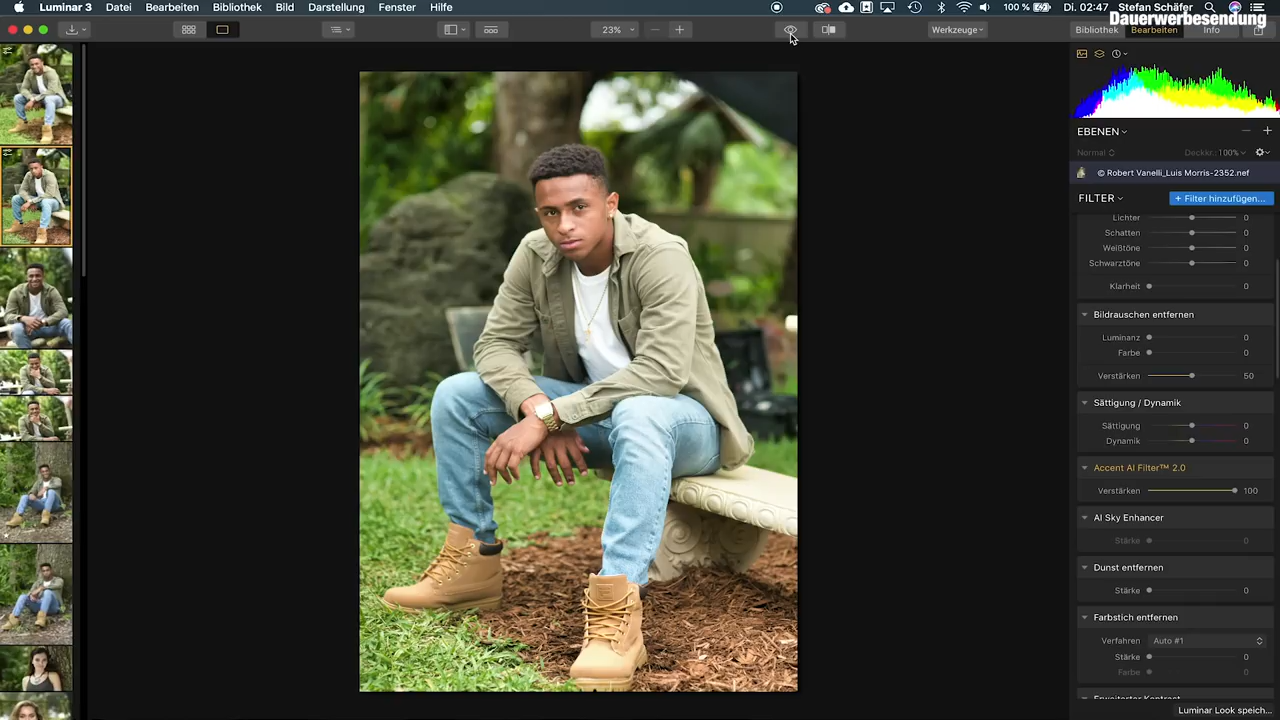 Luminar 3 Datei Bearbeiten Bibliothek Bild Darstellung Fenster Hilfe 100 % Di. 02:47 Stefan Schäfer
Dauerwerbesendung
23% Werkzeuge Bibliothek Bearbeiten Info
EBENEN
Normal Deckkr.: 100%
© Robert Vanelli_Luis Morris-2352.nef
FILTER + Filter hinzufügen...
Lichter 0
Schatten 0
Weißtöne 0
Schwarztöne 0
Klarheit 0
Bildrauschen entfernen
Luminanz 0
Farbe 0
Verstärken 50
Sättigung / Dynamik
Sättigung 0
Dynamik 0
Accent AI Filter™ 2.0
Verstärken 100
AI Sky Enhancer
Stärke 0
Dunst entfernen
Stärke 0
Farbstich entfernen
Verfahren Auto #1
Stärke 0
Farbe 0
Erweiterter Kontrast
Luminar Look speich...